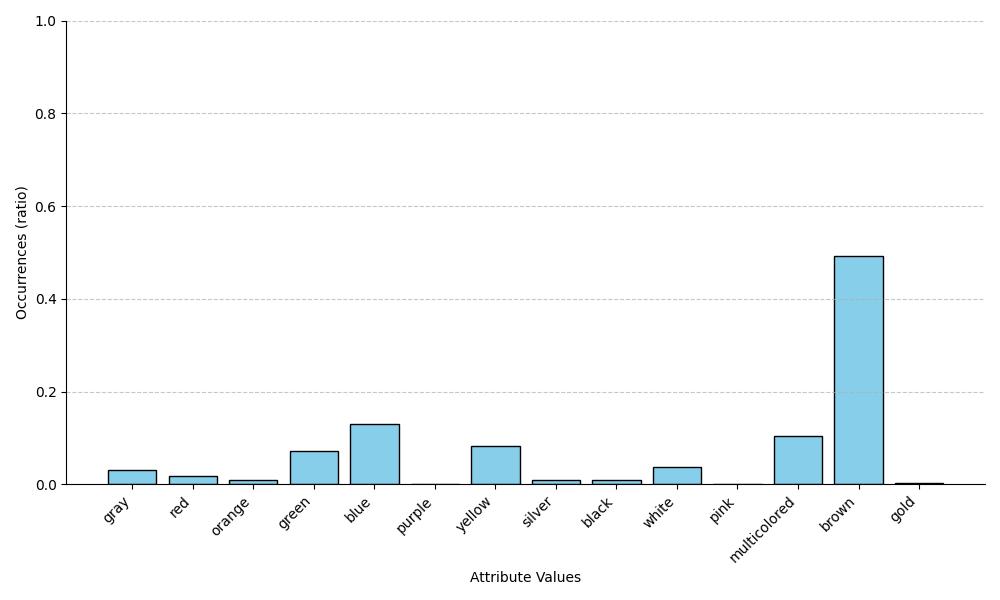 1.0
0.8
0.6
0.4
0.2
0.0
Occurrences (ratio)
gray
red
orange
green
blue
purple
yellow
silver
black
white
pink
multicolored
brown
gold
Attribute Values